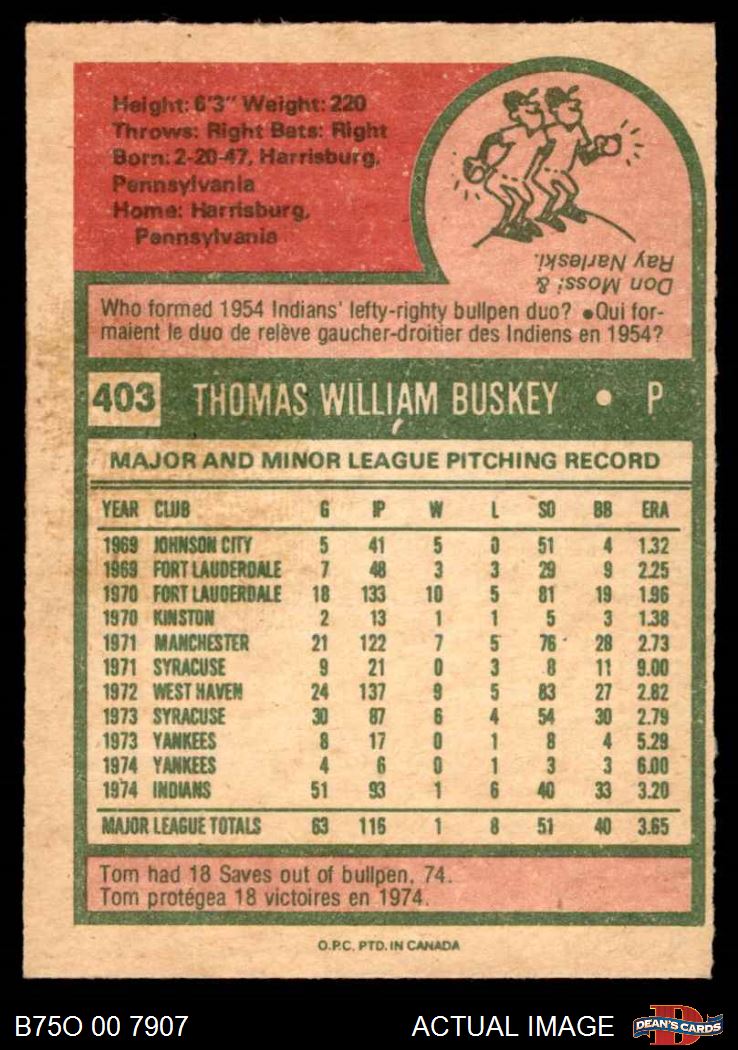 Height: 6'3" Weight: 220
Throws: Right Bats: Right
Born: 2-20-47, Harrisburg,
Pennsylvania
Home: Harrisburg,
Pennsylvania
Don Mossi &
Ray Narleski.
Who formed 1954 Indians' lefty-righty bullpen duo? ●Qui for-
maient le duo de relève gaucher-droitier des Indiens en 1954?
403 THOMAS WILLIAM BUSKEY • P
MAJOR AND MINOR LEAGUE PITCHING RECORD
YEAR CLUB G IP W L SO BB ERA
1969 JOHNSON CITY 5 41 5 0 51 4 1.32
1969 FORT LAUDERDALE 7 48 3 3 29 9 2.25
1970 FORT LAUDERDALE 18 133 10 5 81 19 1.96
1970 KINSTON 2 13 1 1 5 3 1.38
1971 MANCHESTER 21 122 7 5 76 28 2.73
1971 SYRACUSE 9 21 0 3 8 11 9.00
1972 WEST HAVEN 24 137 9 5 83 27 2.82
1973 SYRACUSE 30 87 6 4 54 30 2.79
1973 YANKEES 8 17 0 1 8 4 5.29
1974 YANKEES 4 6 0 1 3 3 6.00
1974 INDIANS 51 93 1 6 40 33 3.20
MAJOR LEAGUE TOTALS 63 116 1 8 51 40 3.65
Tom had 18 Saves out of bullpen, 74.
Tom protégea 18 victoires en 1974.
O.P.C. PTD. IN CANADA
B75O 00 7907 ACTUAL IMAGE DEAN'S CARDS